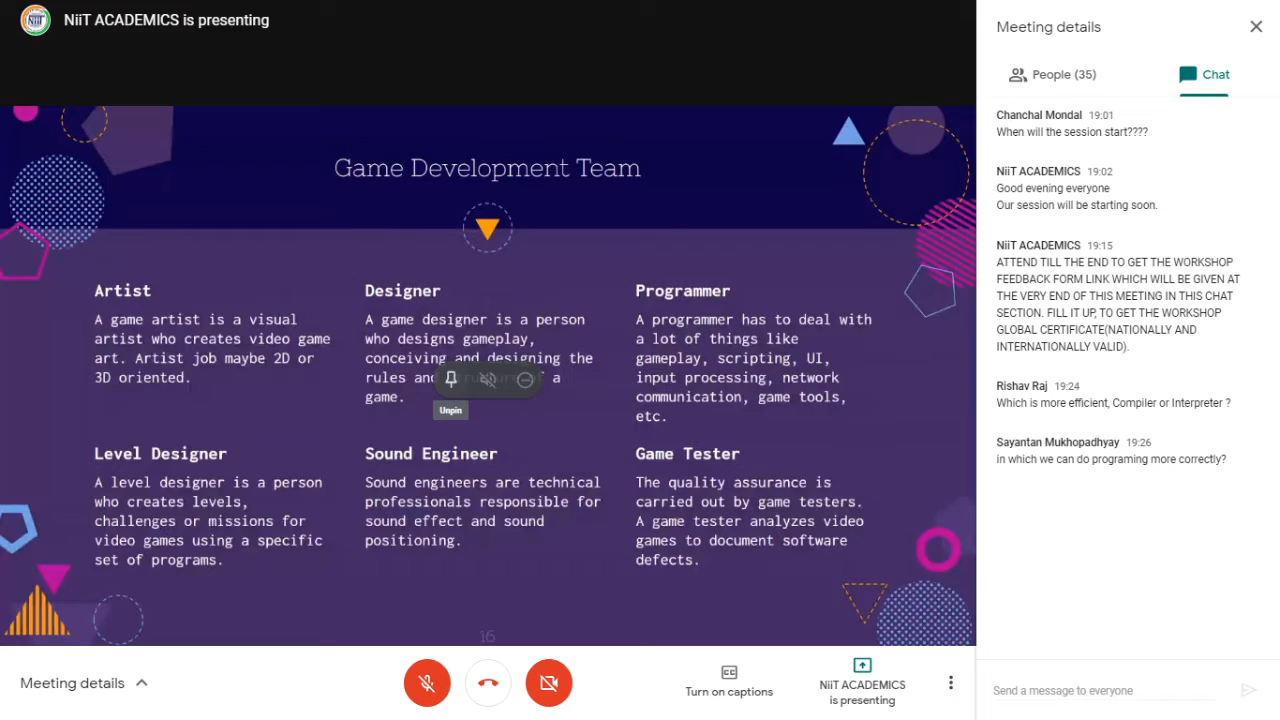 NiiT ACADEMICS is presenting
Game Development Team
Artist
A game artist is a visual
artist who creates video game
art. Artist job maybe 2D or
3D oriented.
Designer
A game designer is a person
who designs gameplay,
conceiving and designing the
rules and structure of a
game.
Unpin
Programmer
A programmer has to deal with
a lot of things like
gameplay, scripting, UI,
input processing, network
communication, game tools,
etc.
Level Designer
A level designer is a person
who creates levels,
challenges or missions for
video games using a specific
set of programs.
Sound Engineer
Sound engineers are technical
professionals responsible for
sound effect and sound
positioning.
Game Tester
The quality assurance is
carried out by game testers.
A game tester analyzes video
games to document software
defects.
16
Meeting details
CC
Turn on captions
NiiT ACADEMICS
is presenting
Meeting details
People (35)
Chat
Chanchal Mondal 19:01
When will the session start????
NiiT ACADEMICS 19:02
Good evening everyone
Our session will be starting soon.
NiiT ACADEMICS 19:15
ATTEND TILL THE END TO GET THE WORKSHOP
FEEDBACK FORM LINK WHICH WILL BE GIVEN AT
THE VERY END OF THIS MEETING IN THIS CHAT
SECTION. FILL IT UP, TO GET THE WORKSHOP
GLOBAL CERTIFICATE(NATIONALLY AND
INTERNATIONALLY VALID).
Rishav Raj 19:24
Which is more efficient, Compiler or Interpreter ?
Sayantan Mukhopadhyay 19:26
in which we can do programing more correctly?
Send a message to everyone